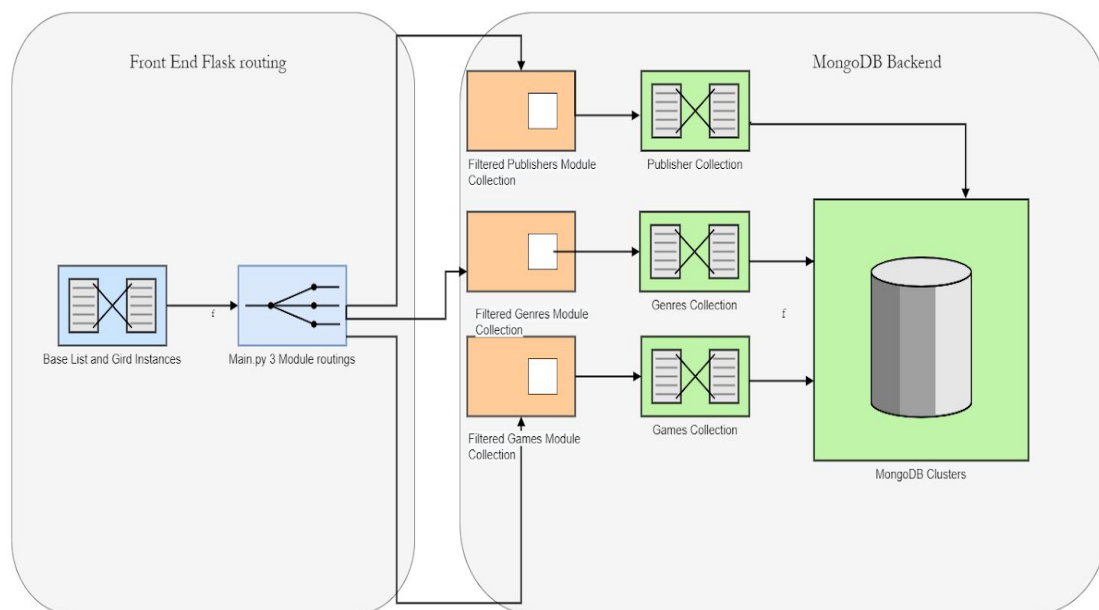 Front End Flask routing
MongoDB Backend
Filtered Publishers Module
Collection
Publisher Collection
f
Base List and Gird Instances
Main.py 3 Module routings
Filtered Genres Module
Collection
Genres Collection
f
Filtered Games Module
Collection
Games Collection
MongoDB Clusters